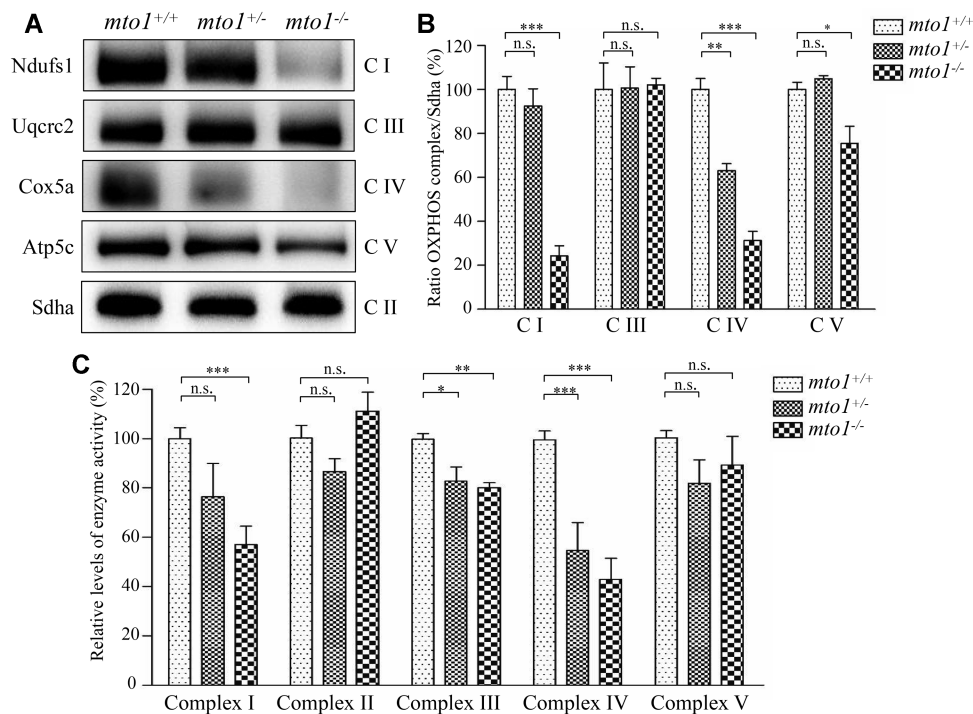 A
mto1+/+ mto1+/- mto1-/-
Ndufs1 C I
Uqcrc2 C III
Cox5a C IV
Atp5c C V
Sdha C II
B
Ratio OXPHOS complex/Sdha (%)
120
100
80
60
40
20
0
*** n.s. *** *
n.s. n.s. ** n.s.
C I C III C IV C V
mto1+/+
mto1+/-
mto1-/-
C
Relative levels of enzyme activity (%)
120
100
80
60
40
20
0
*** n.s. ** *** n.s.
n.s. n.s. * *** n.s.
Complex I Complex II Complex III Complex IV Complex V
mto1+/+
mto1+/-
mto1-/-